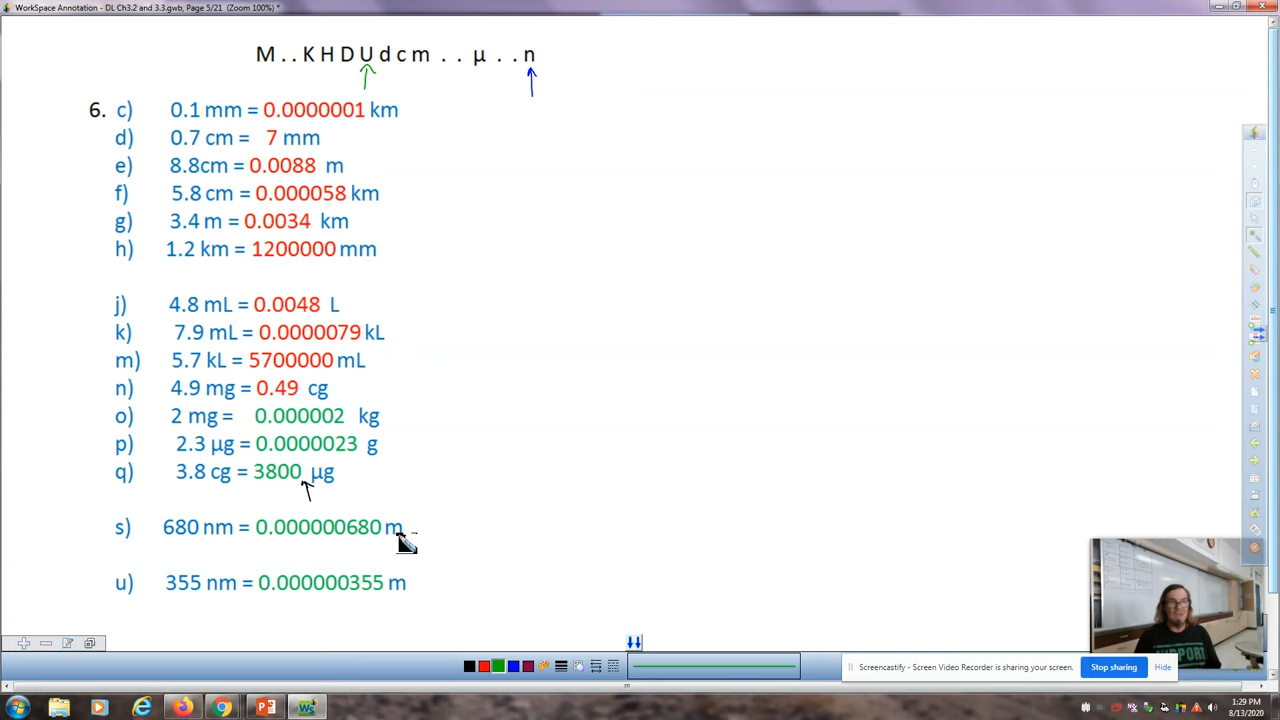 WorkSpace Annotation - DL Ch3.2 and 3.3.gwb, Page 5/21 (Zoom 100%) *
M . . K H D U d c m . . µ . . n
6. c) 0.1 mm = 0.0000001 km
d) 0.7 cm = 7 mm
e) 8.8cm = 0.0088 m
f) 5.8 cm = 0.000058 km
g) 3.4 m = 0.0034 km
h) 1.2 km = 1200000 mm
j) 4.8 mL = 0.0048 L
k) 7.9 mL = 0.0000079 kL
m) 5.7 kL = 5700000 mL
n) 4.9 mg = 0.49 cg
o) 2 mg = 0.000002 kg
p) 2.3 µg = 0.0000023 g
q) 3.8 cg = 3800 µg
s) 680 nm = 0.000000680 m
u) 355 nm = 0.000000355 m
Screencastify - Screen Video Recorder is sharing your screen. Stop sharing Hide
1:29 PM
8/13/2020